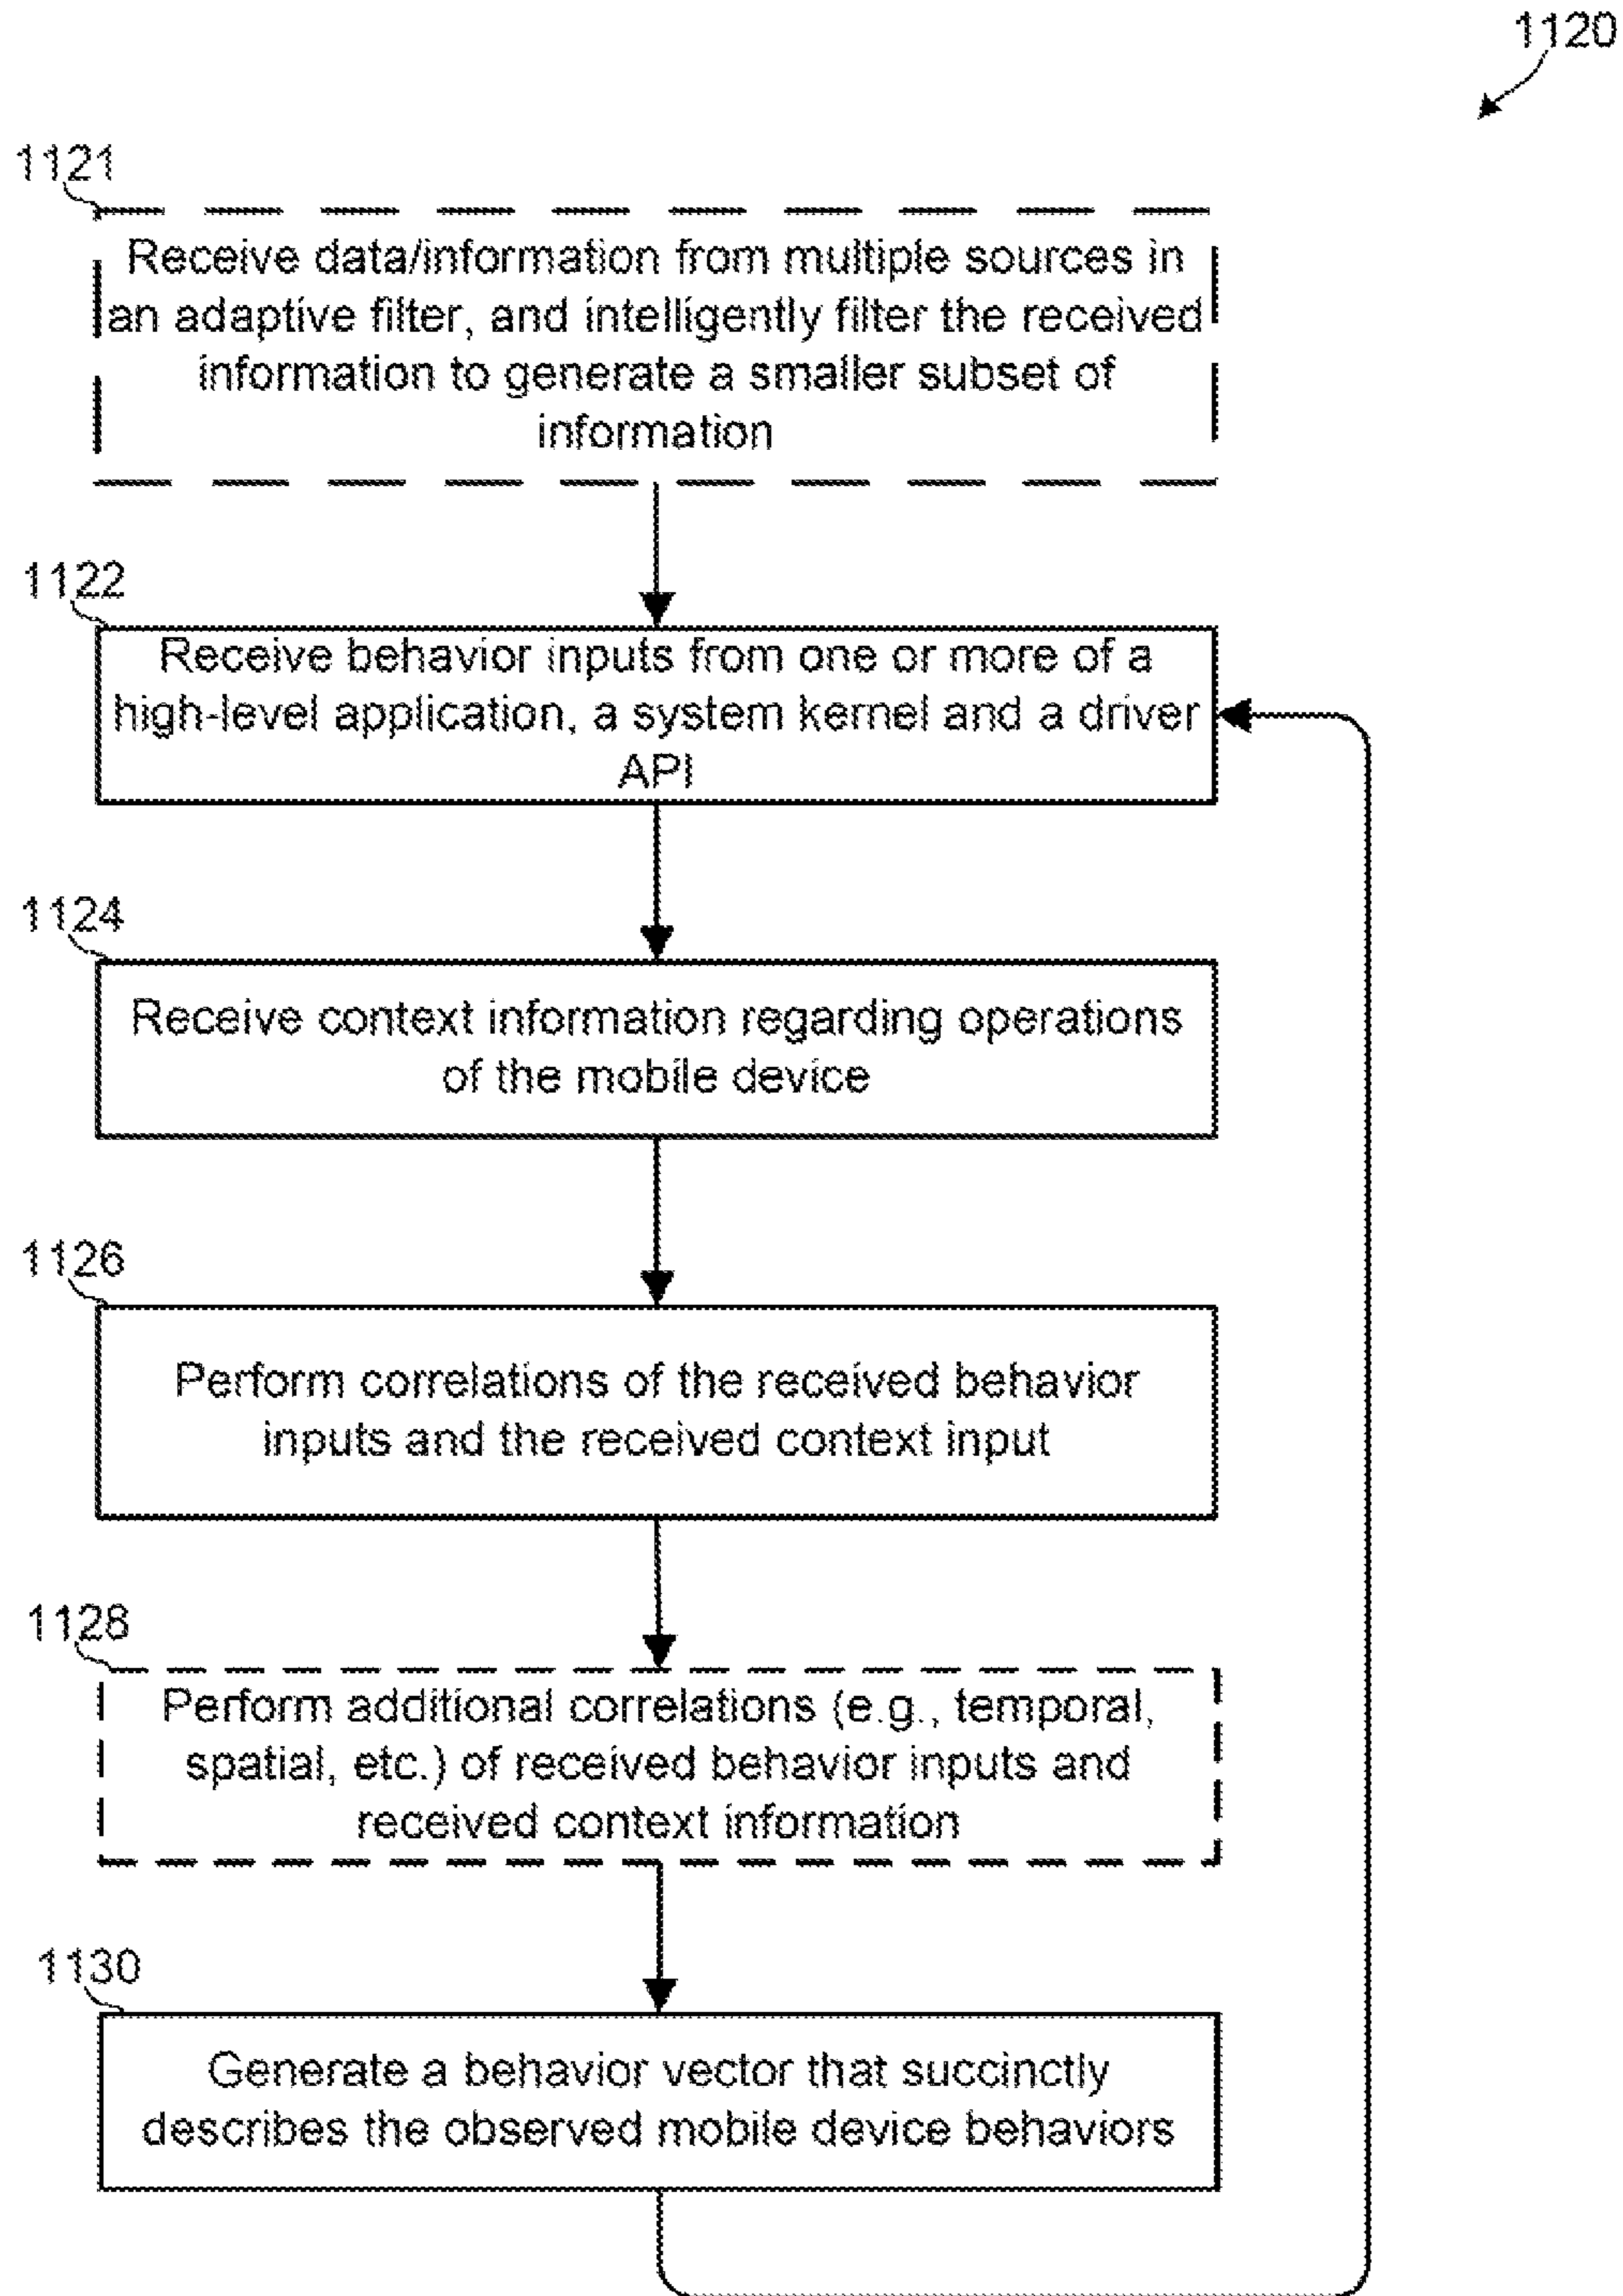 1120
1121
Receive data/information from multiple sources in
an adaptive filter, and intelligently filter the received
information to generate a smaller subset of
information
1122
Receive behavior inputs from one or more of a
high-level application, a system kernel and a driver
API
1124
Receive context information regarding operations
of the mobile device
1126
Perform correlations of the received behavior
inputs and the received context input
1128
Perform additional correlations (e.g., temporal,
spatial, etc.) of received behavior inputs and
received context information
1130
Generate a behavior vector that succinctly
describes the observed mobile device behaviors